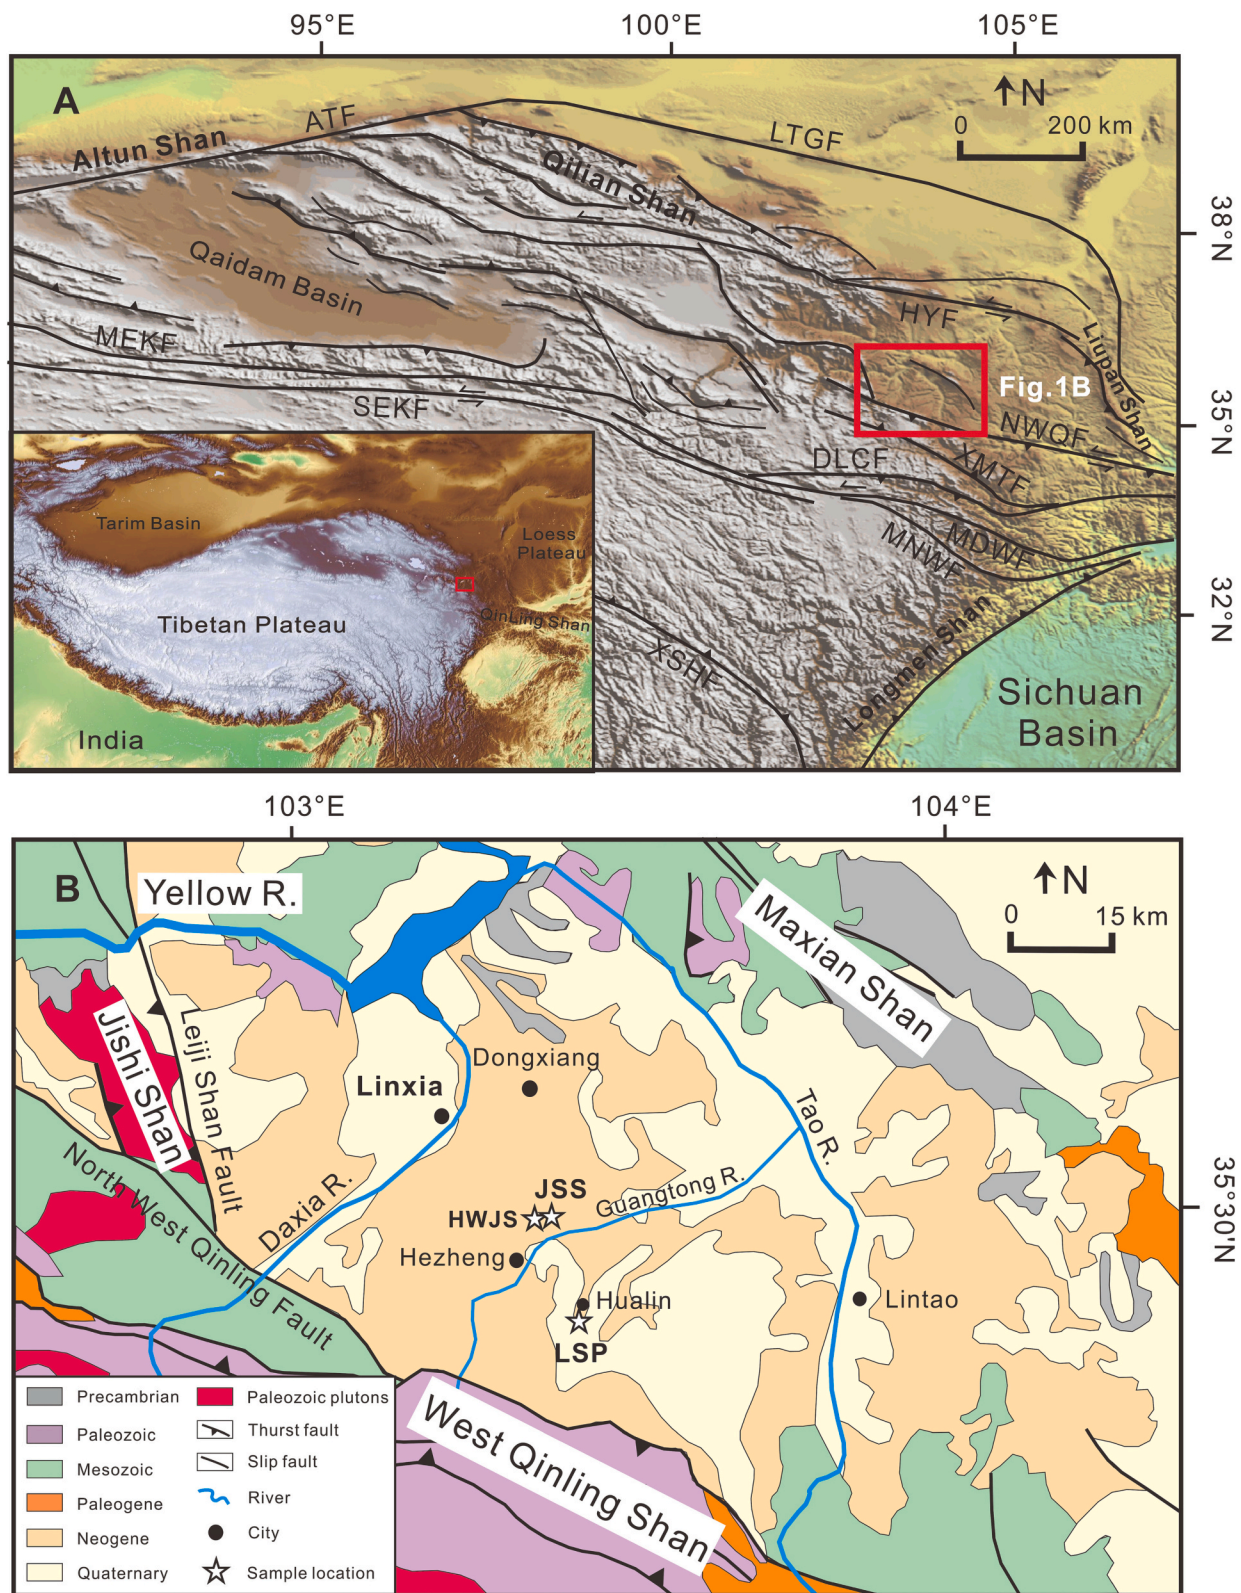 95°E
100°E
105°E
A
ATF
Altun Shan
LTGF
N
0
200 km
Qilian Shan
38°N
Qaidam Basin
HYF
MEKF
Liupan Shan
Fig.1B
SEKF
NWQF
35°N
DLCF
XMTF
MDWF
MNWF
Tarim Basin
Loess
Plateau
QinLing Shan
Tibetan Plateau
India
32°N
XSHF
Longmen Shan
Sichuan
Basin
103°E
104°E
B
Yellow R.
N
0
15 km
Maxian Shan
Jishi Shan
Leiji Shan Fault
Dongxiang
Linxia
Tao R.
North West Qinling Fault
Daxia R.
JSS
HWJS
Guangtong R.
35°30'N
Hezheng
Hualin
Lintao
LSP
West Qinling Shan
Precambrian
Paleozoic
Mesozoic
Paleogene
Neogene
Quaternary
Paleozoic plutons
Thurst fault
Slip fault
River
City
Sample location